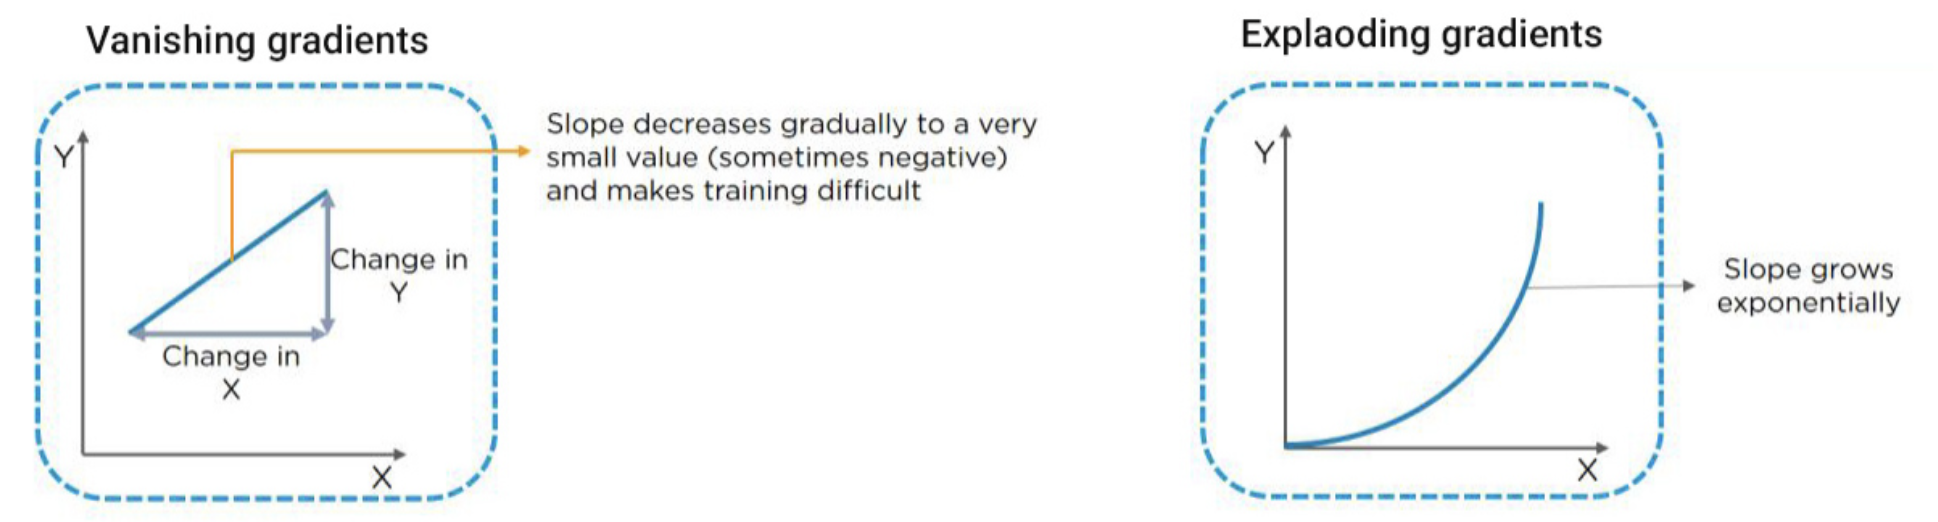 Vanishing gradients
Y
Slope decreases gradually to a very
small value (sometimes negative)
and makes training difficult
Change in
Y
Change in
X
X
Explaoding gradients
Y
Slope grows
exponentially
X